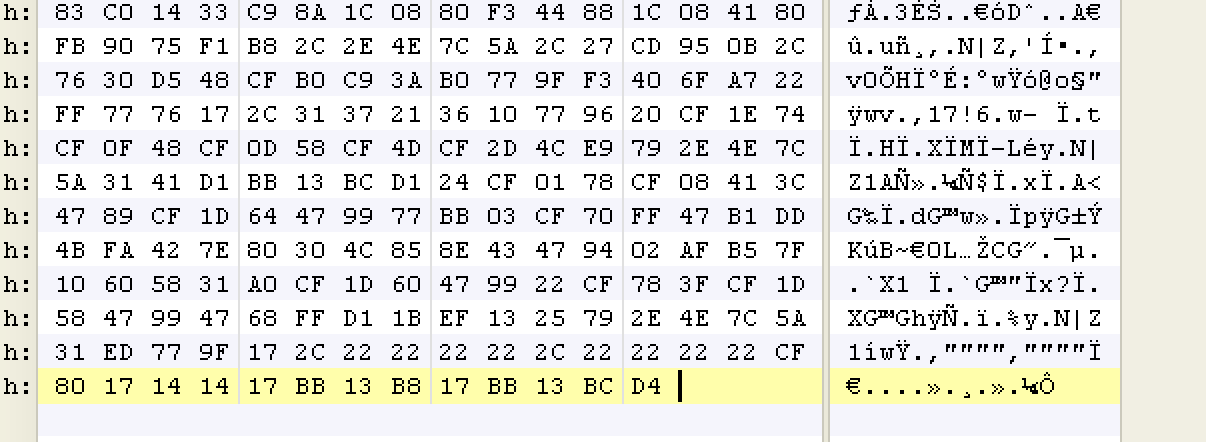 h: 83 C0 14 33 C9 8A 1C 08 80 F3 44 88 1C 08 41 80 ƒÀ.3ÉŠ..€óDˆ..A€
h: FB 90 75 F1 B8 2C 2E 4E 7C 5A 2C 27 CD 95 0B 2C û.uñ¸,.N|Z,'Í•.,
h: 76 30 D5 48 CF B0 C9 3A B0 77 9F F3 40 6F A7 22 v0ÕHÏ°É:°wŸó@o§"
h: FF 77 76 17 2C 31 37 21 36 10 77 96 20 CF 1E 74 ÿwv.,17!6.w– Ï.t
h: CF 0F 48 CF 0D 58 CF 4D CF 2D 4C E9 79 2E 4E 7C Ï.HÏ.XÏMÏ-Léy.N|
h: 5A 31 41 D1 BB 13 BC D1 24 CF 01 78 CF 08 41 3C Z1AÑ».¼Ñ$Ï.xÏ.A<
h: 47 89 CF 1D 64 47 99 77 BB 03 CF 70 FF 47 B1 DD G‰Ï.dG™w».ÏpÿG±Ý
h: 4B FA 42 7E 80 30 4C 85 8E 43 47 94 02 AF B5 7F KúB~€0L…ŽCG”.¯µ.
h: 10 60 58 31 A0 CF 1D 60 47 99 22 CF 78 3F CF 1D .`X1 Ï.`G™"Ïx?Ï.
h: 58 47 99 47 68 FF D1 1B EF 13 25 79 2E 4E 7C 5A XG™GhÿÑ.ï.%y.N|Z
h: 31 ED 77 9F 17 2C 22 22 22 22 2C 22 22 22 22 CF 1íwŸ.,"""",""""Ï
h: 80 17 14 14 17 BB 13 B8 17 BB 13 BC D4 €....».¸.».¼Ô